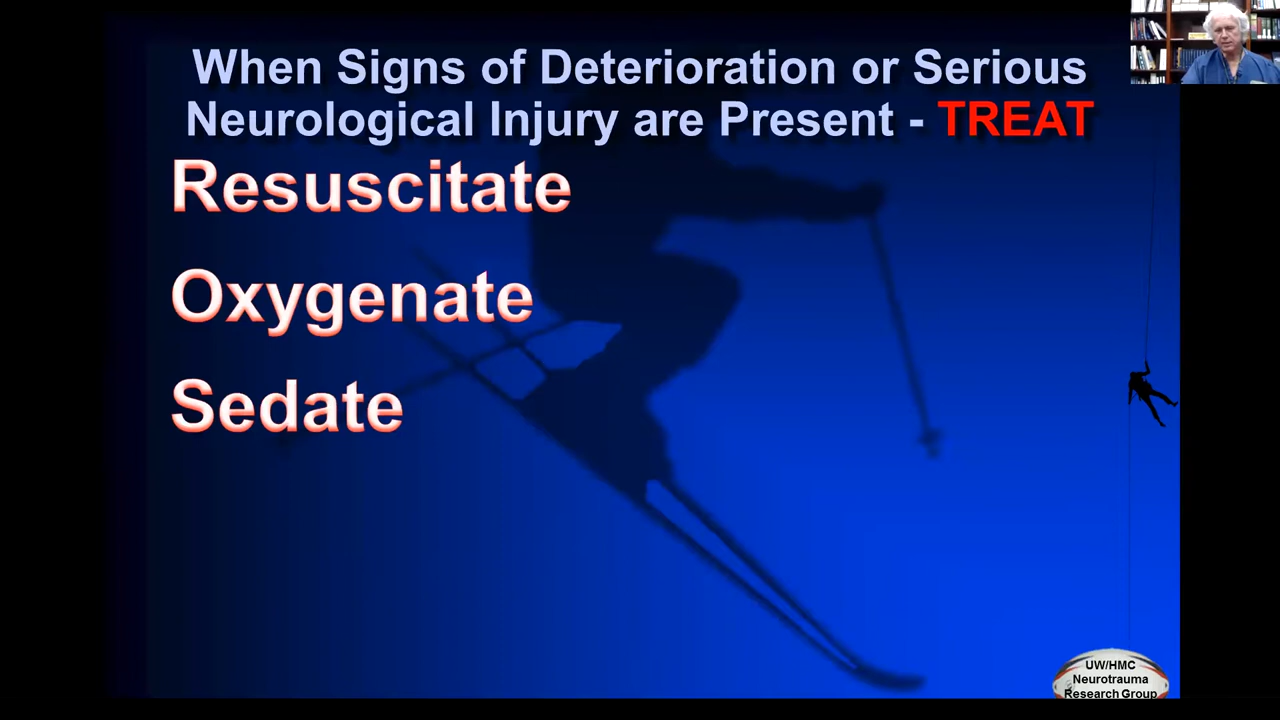 When Signs of Deterioration or Serious
Neurological Injury are Present - TREAT
Resuscitate
Oxygenate
Sedate
UW/HMC
Neurotrauma
Research Group